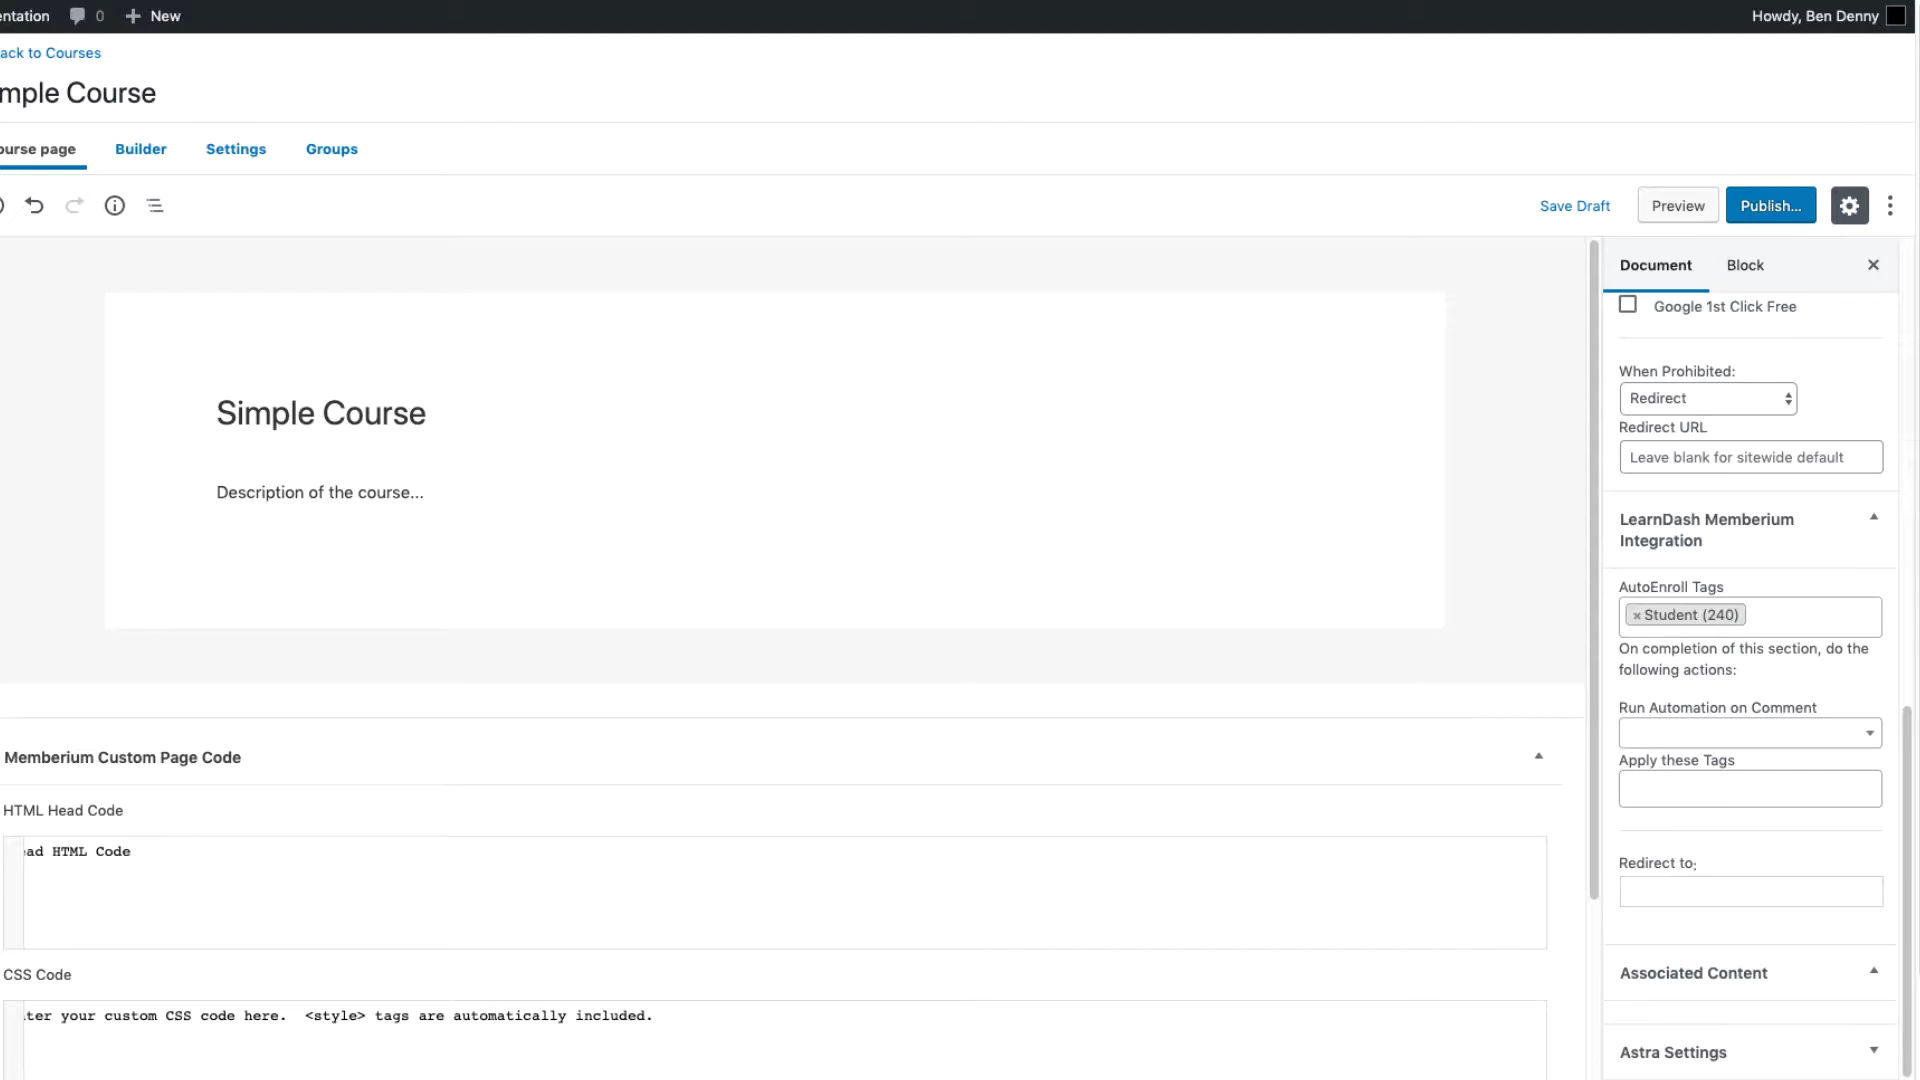 entation 0 New Howdy, Ben Denny
ack to Courses
mple Course
ourse page Builder Settings Groups
Save Draft Preview Publish...
Document Block
Google 1st Click Free
When Prohibited:
Redirect
Redirect URL
Leave blank for sitewide default
Simple Course
Description of the course...
LearnDash Memberium
Integration
AutoEnroll Tags
× Student (240)
On completion of this section, do the
following actions:
Run Automation on Comment
Apply these Tags
Redirect to:
Associated Content
Astra Settings
Memberium Custom Page Code
HTML Head Code
ad HTML Code
CSS Code
ter your custom CSS code here.  <style> tags are automatically included.